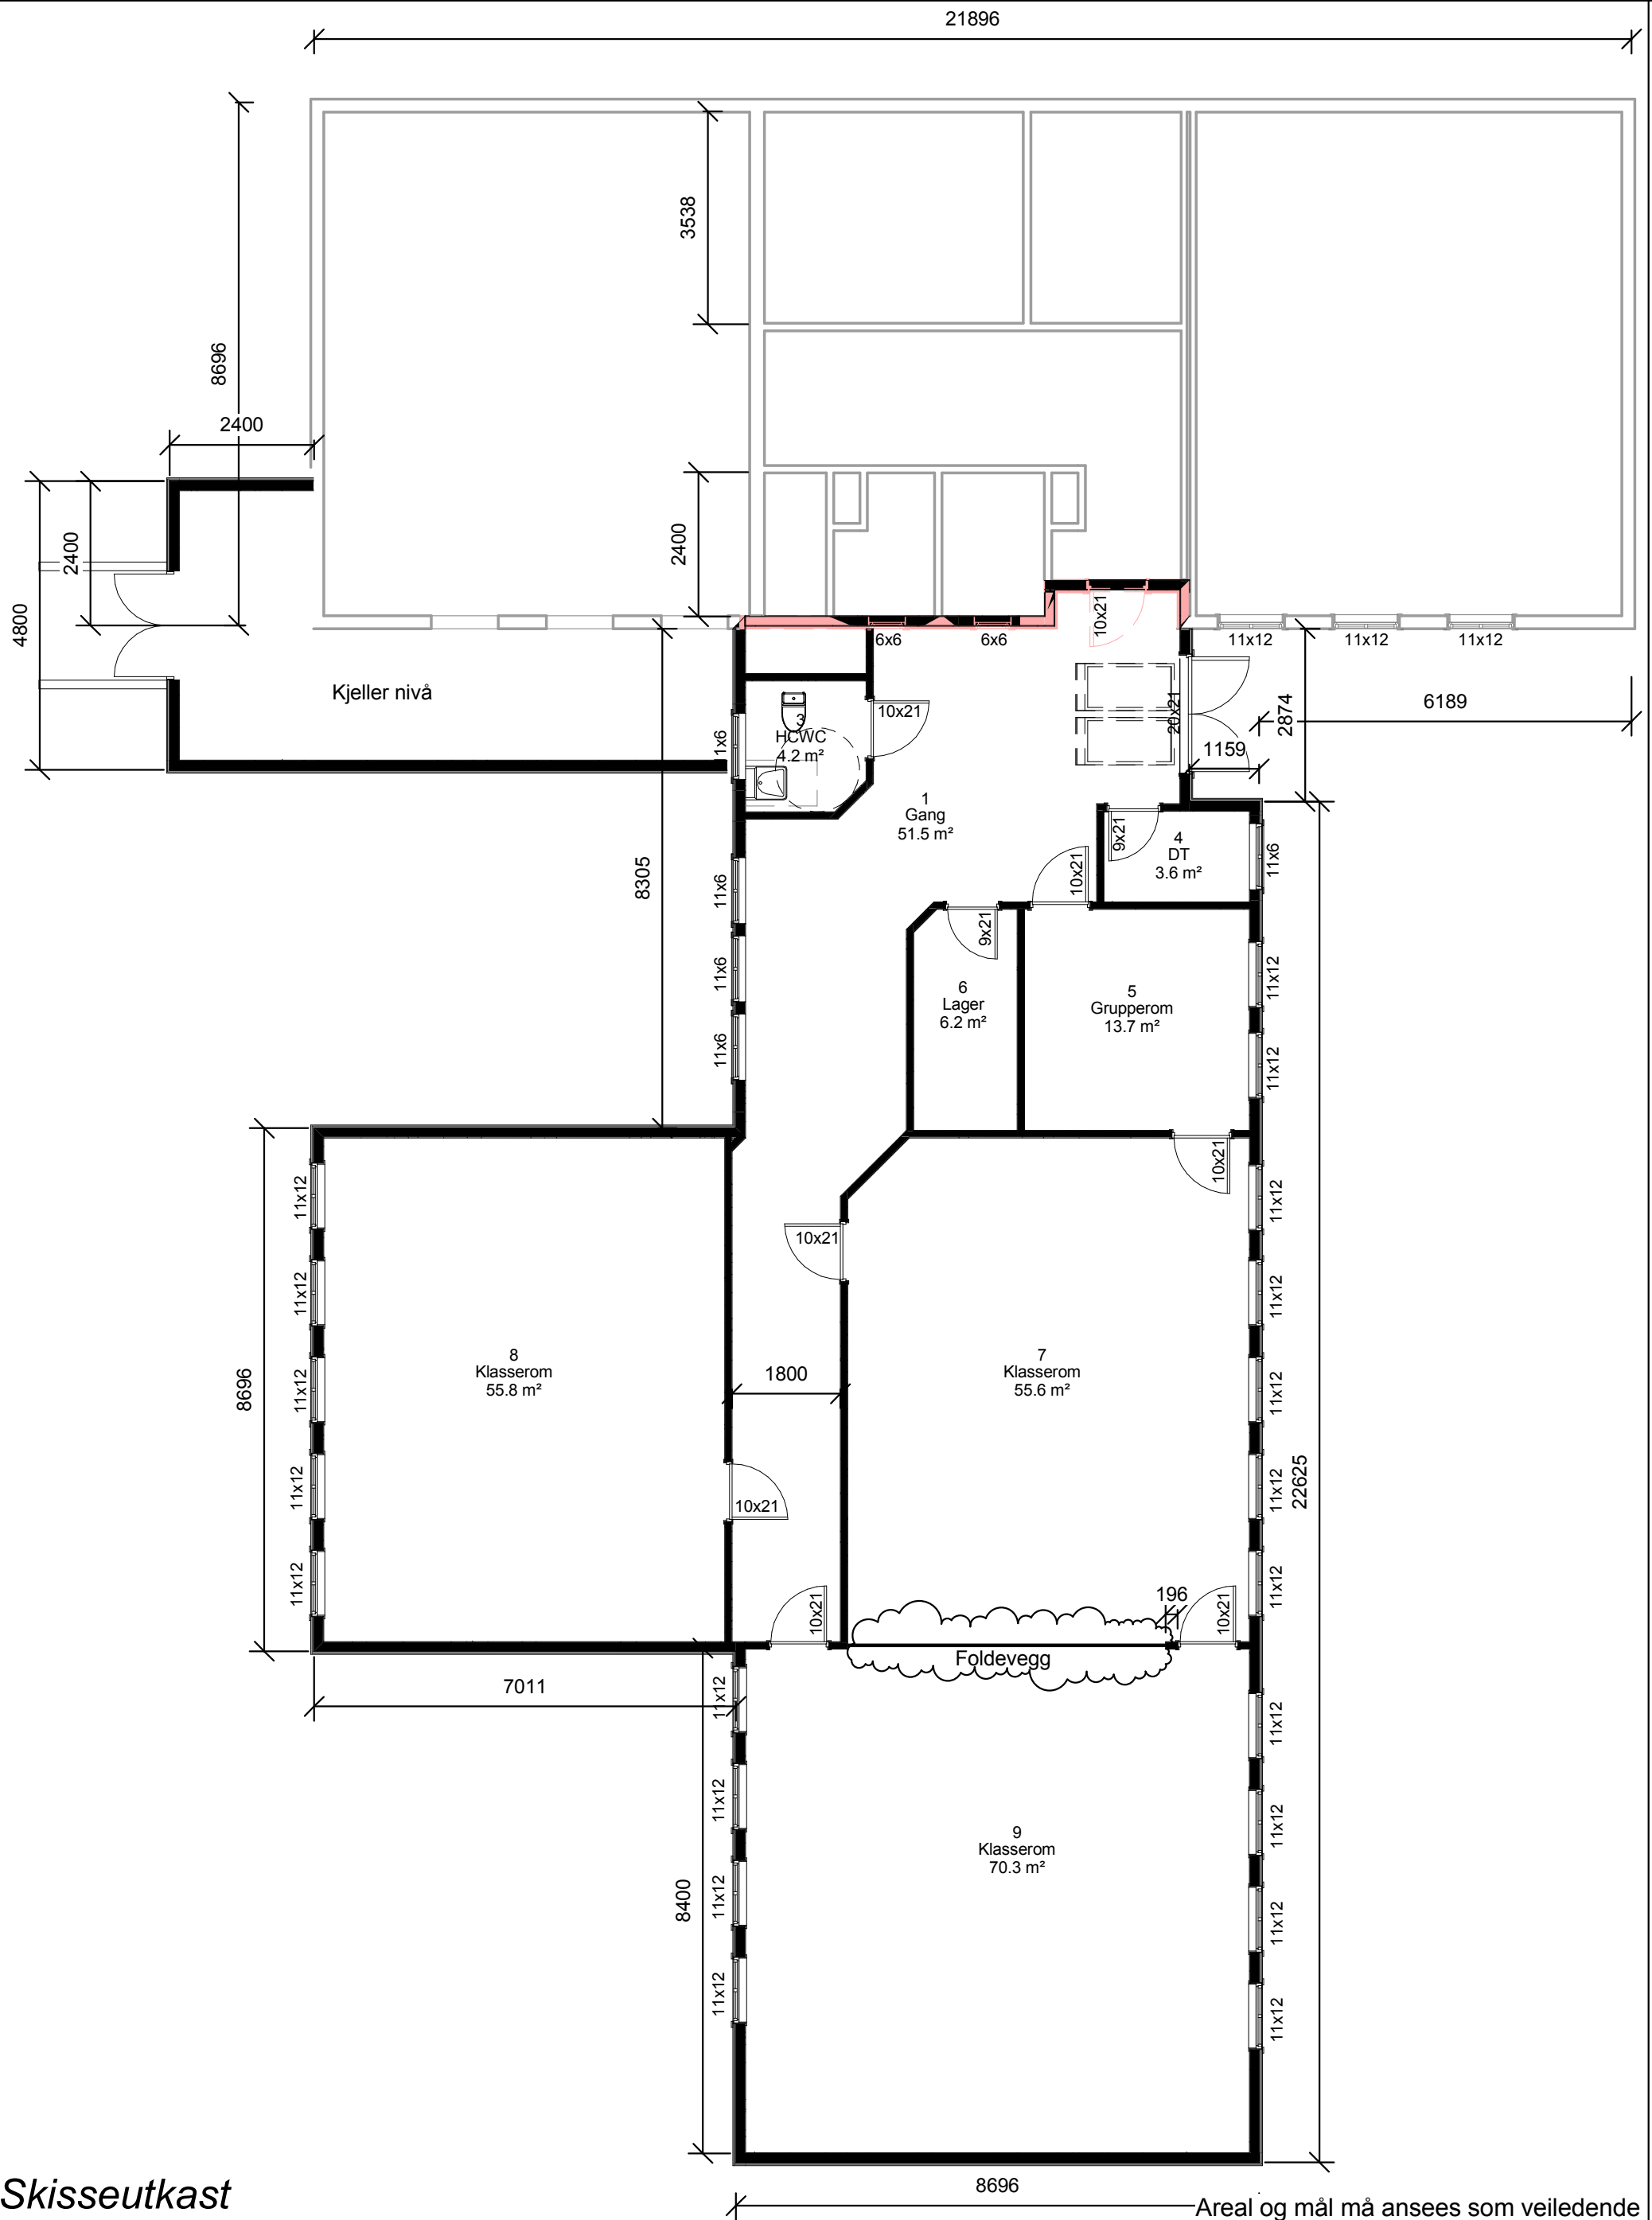 21896
3538
8696
2400
2400
2400
4800
10x21
6x6
6x6
11x12
11x12
11x12
Kjeller nivå
10x21
20x21
2874
6189
1159
3
HCWC
4.2 m²
1x6
1
Gang
51.5 m²
9x21
4
DT
3.6 m²
11x6
10x21
8305
11x6
11x6
11x6
9x21
6
Lager
6.2 m²
5
Grupperom
13.7 m²
11x12
11x12
10x21
11x12
11x12
11x12
11x12
11x12
10x21
11x12
11x12
11x12
11x12
11x12
8696
8
Klasserom
55.8 m²
1800
7
Klasserom
55.6 m²
22625
10x21
10x21
196
10x21
Foldevegg
7011
11x12
11x12
11x12
11x12
11x12
11x12
11x12
11x12
9
Klasserom
70.3 m²
8400
8696
Skisseutkast
Areal og mål må ansees som veiledende